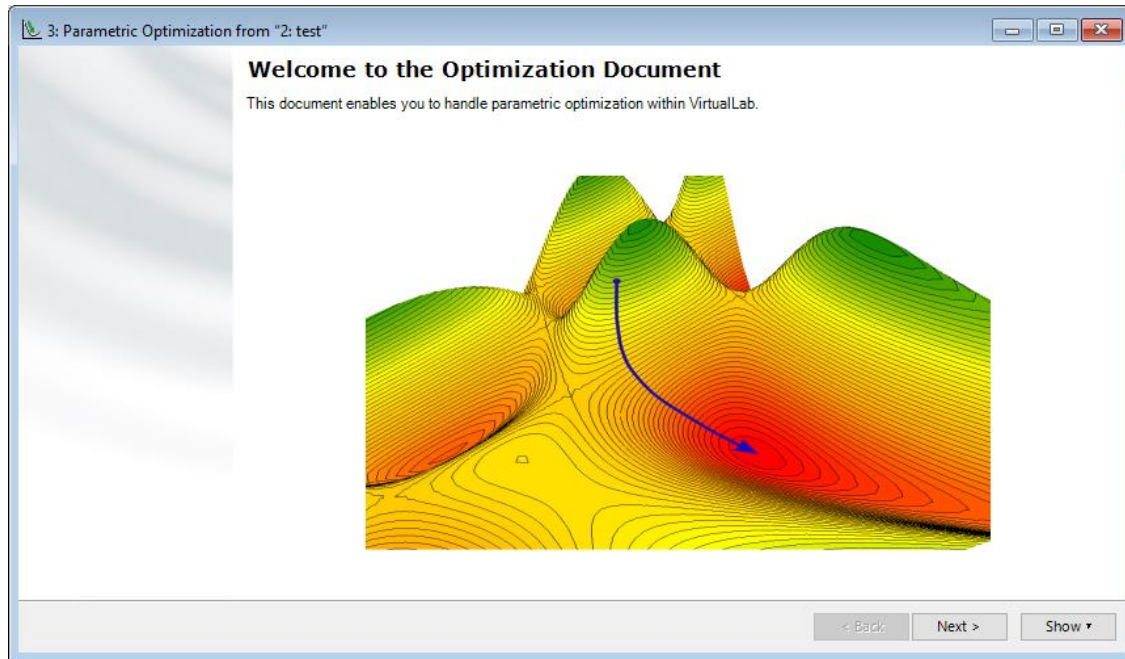 3: Parametric Optimization from "2: test"
Welcome to the Optimization Document
This document enables you to handle parametric optimization within VirtualLab.
< Back Next > Show ▾